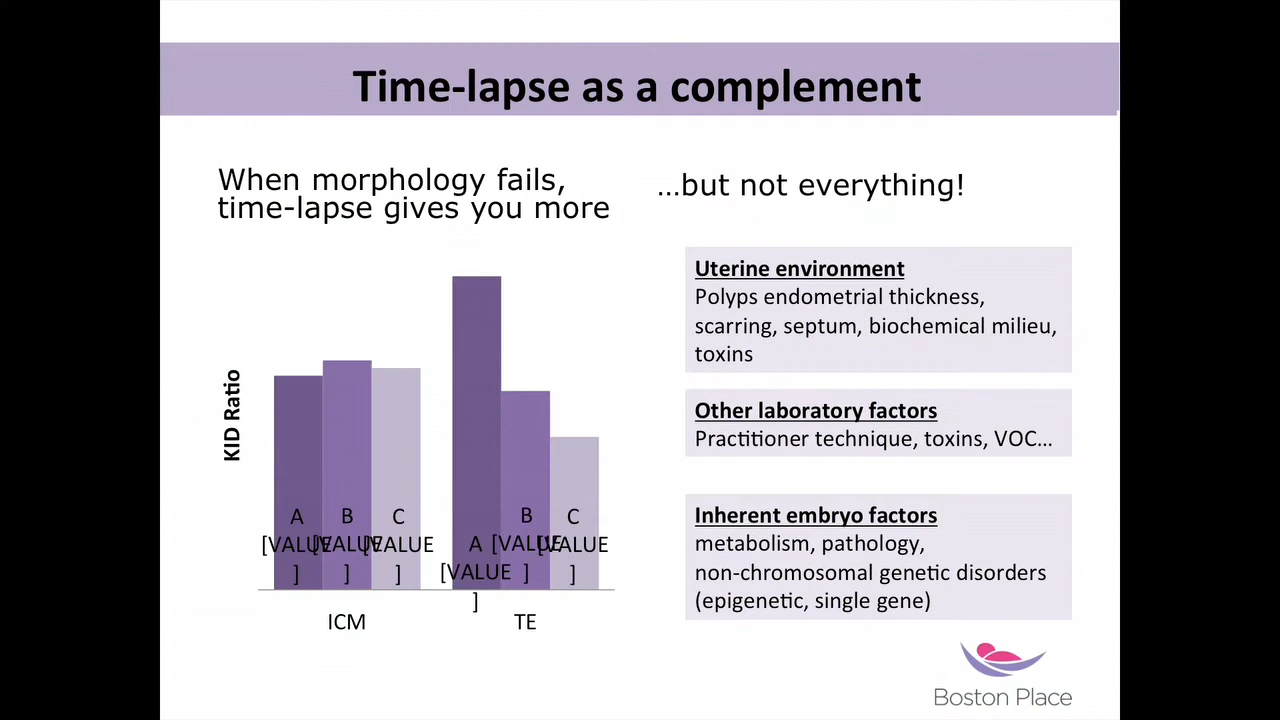 Time-lapse as a complement
When morphology fails,
time-lapse gives you more
...but not everything!
KID Ratio
A
[VALUE
]
B
[VALUE
]
C
[VALUE
]
A
[VALUE
]
B
[VALUE
]
C
[VALUE
]
ICM
TE
Uterine environment
Polyps endometrial thickness,
scarring, septum, biochemical milieu,
toxins
Other laboratory factors
Practitioner technique, toxins, VOC...
Inherent embryo factors
metabolism, pathology,
non-chromosomal genetic disorders
(epigenetic, single gene)
Boston Place